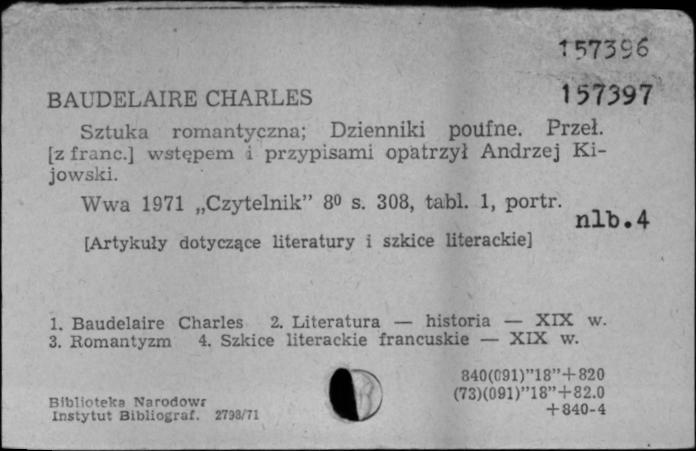 157396
BAUDELAIRE CHARLES 157397
Sztuka romantyczna; Dzienniki poufne. Przeł.
[z franc.] wstępem i przypisami opatrzył Andrzej Ki-
jowski.
Wwa 1971 „Czytelnik” 8⁰ s. 308, tabl. 1, portr.
nlb.4
[Artykuły dotyczące literatury i szkice literackie]
1. Baudelaire Charles 2. Literatura — historia — XIX w.
3. Romantyzm 4. Szkice literackie francuskie — XIX w.
840(091)”18”+820
(73)(091)”18”+82.0
+840-4
Biblioteka Narodowa
Instytut Bibliograf. 2798/71